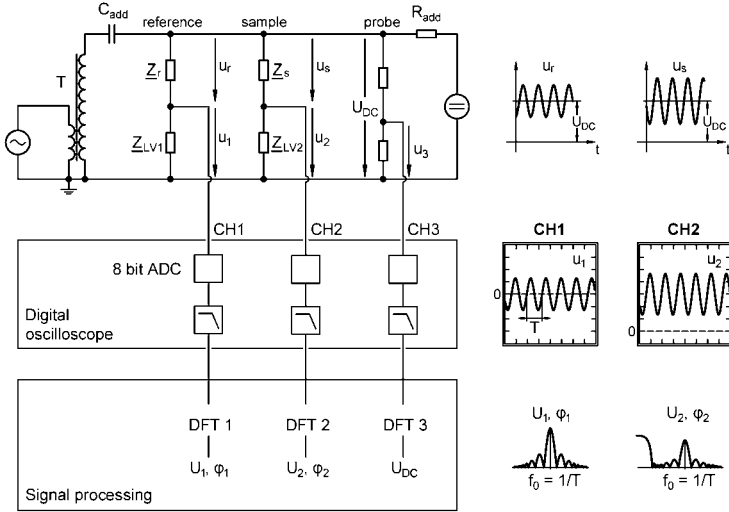 C_add
reference sample probe
R_add
T
Z_r
u_r
Z_s
u_s
U_DC
Z_LV1
u_1
Z_LV2
u_2
u_3
CH1 CH2 CH3
8 bit ADC
Digital
oscilloscope
DFT 1 DFT 2 DFT 3
U_1, φ_1 U_2, φ_2 U_DC
Signal processing
u_r
U_DC
t
u_s
U_DC
t
CH1 CH2
u_1
0
T
u_2
0
U_1, φ_1 U_2, φ_2
f_0 = 1/T f_0 = 1/T